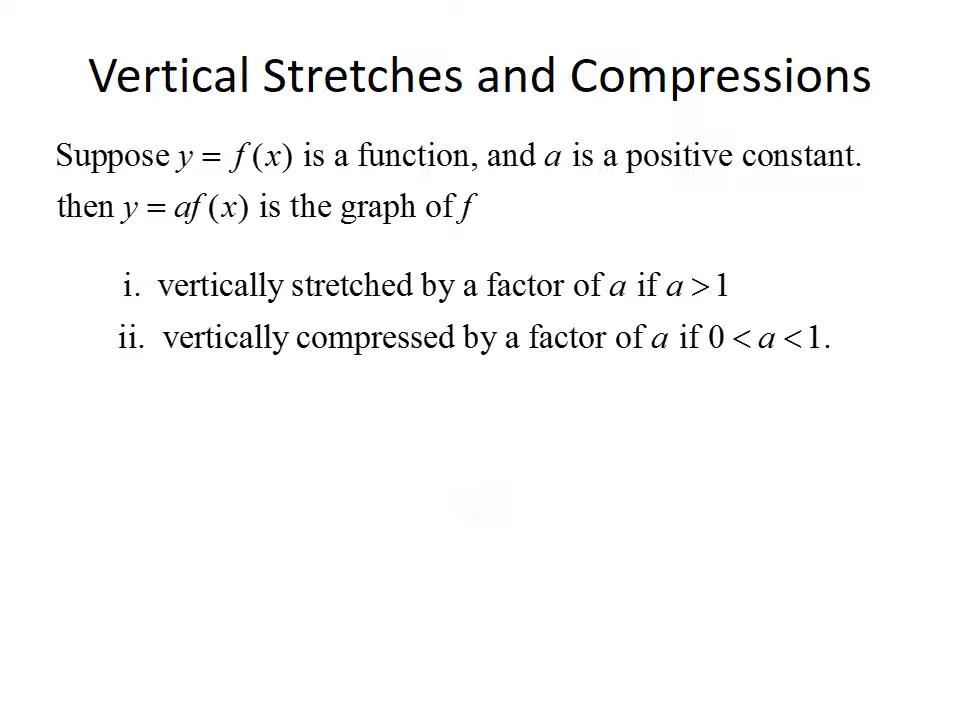 Vertical Stretches and Compressions
Suppose y = f (x) is a function, and a is a positive constant.
then y = af (x) is the graph of f
i. vertically stretched by a factor of a if a > 1
ii. vertically compressed by a factor of a if 0 < a < 1.